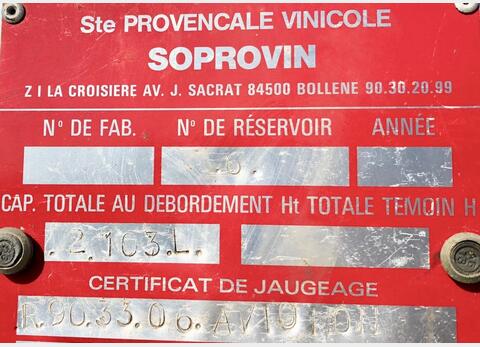 Ste PROVENCALE VINICOLE
SOPROVIN
Z I LA CROISIERE AV. J. SACRAT 84500 BOLLENE 90.30.20.99
N° DE FAB. N° DE RÉSERVOIR ANNÉE
.6.
CAP. TOTALE AU DEBORDEMENT Ht TOTALE TEMOIN H
.2.163.L.
CERTIFICAT DE JAUGEAGE
R.90.33.06.AVIGNON